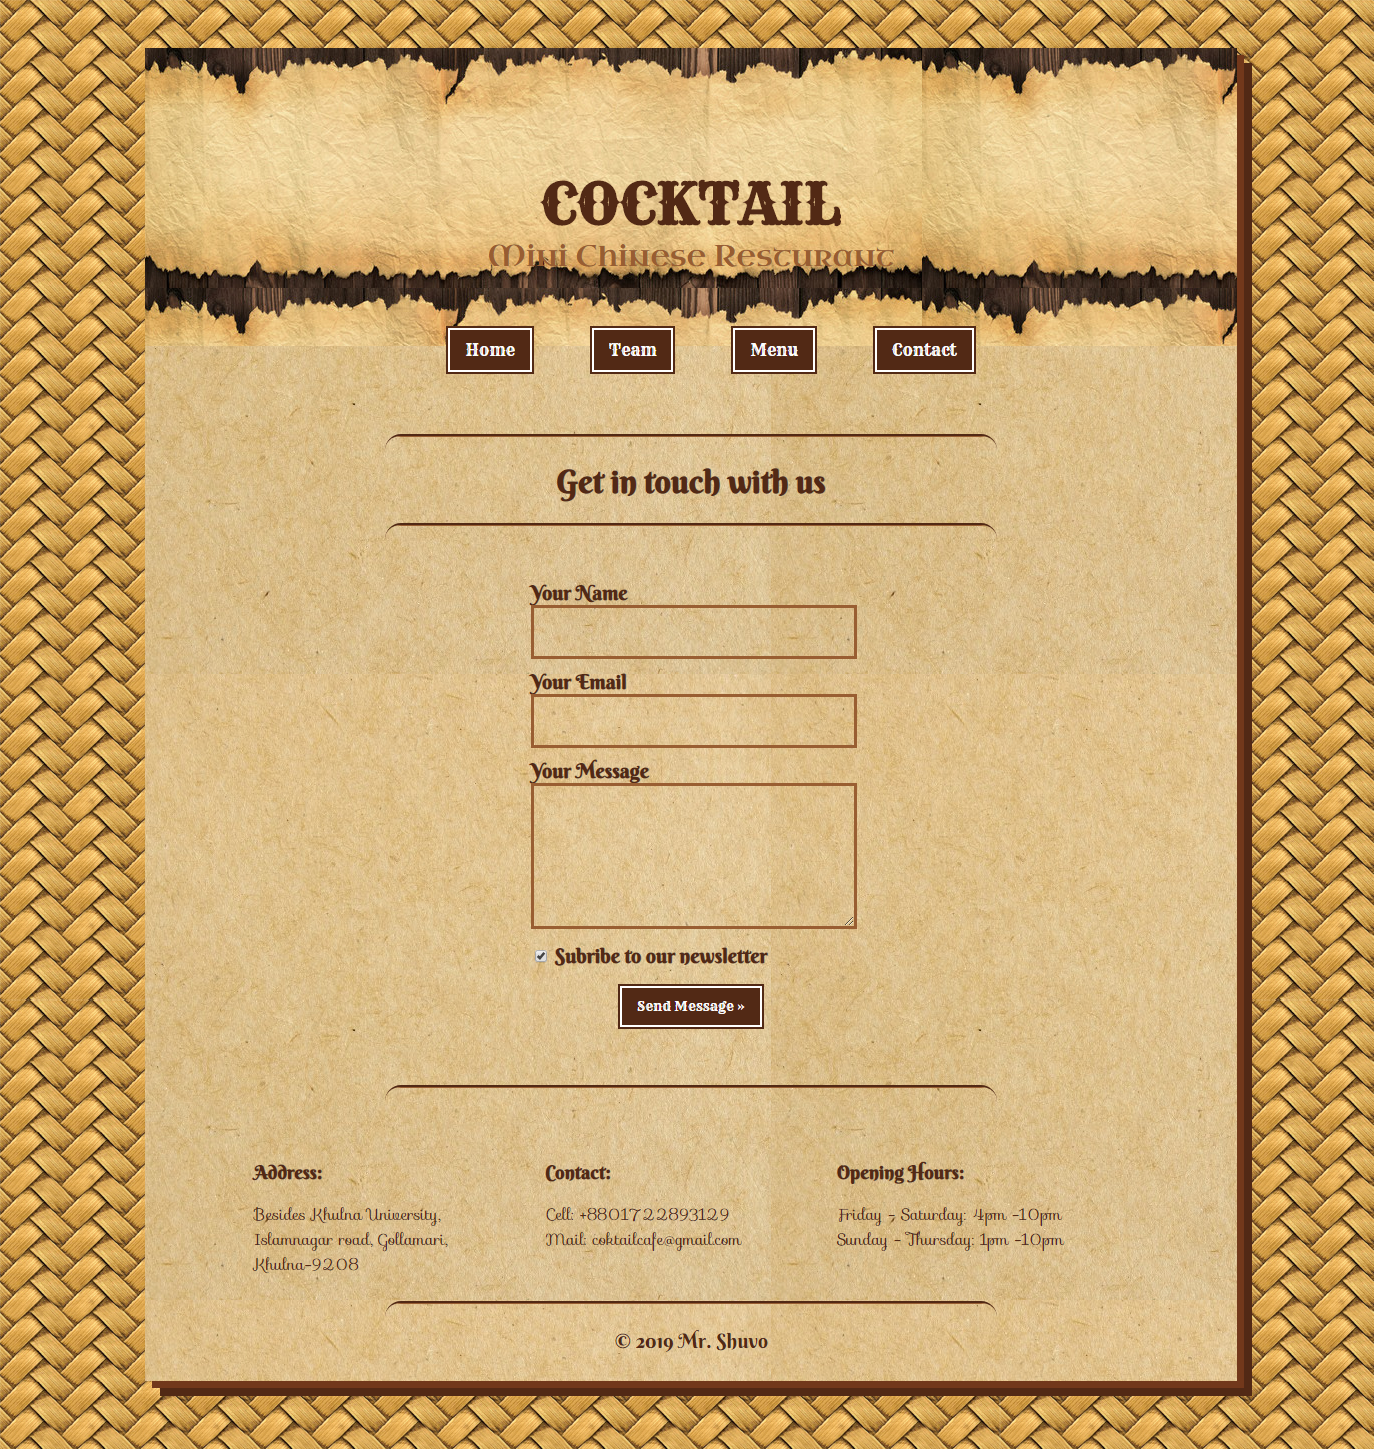 COCKTAIL
Mini Chinese Resturant
Home Team Menu Contact
Get in touch with us
Your Name
Your Email
Your Message
Subribe to our newsletter
Send Message »
Address:
Besides Khulna University,
Islamnagar road, Gollamari,
Khulna-9208
Contact:
Cell: +8801722893129
Mail: coktailcafe@gmail.com
Opening Hours:
Friday - Saturday: 4pm -10pm
Sunday - Thursday: 1pm -10pm
© 2019 Mr. Shuvo